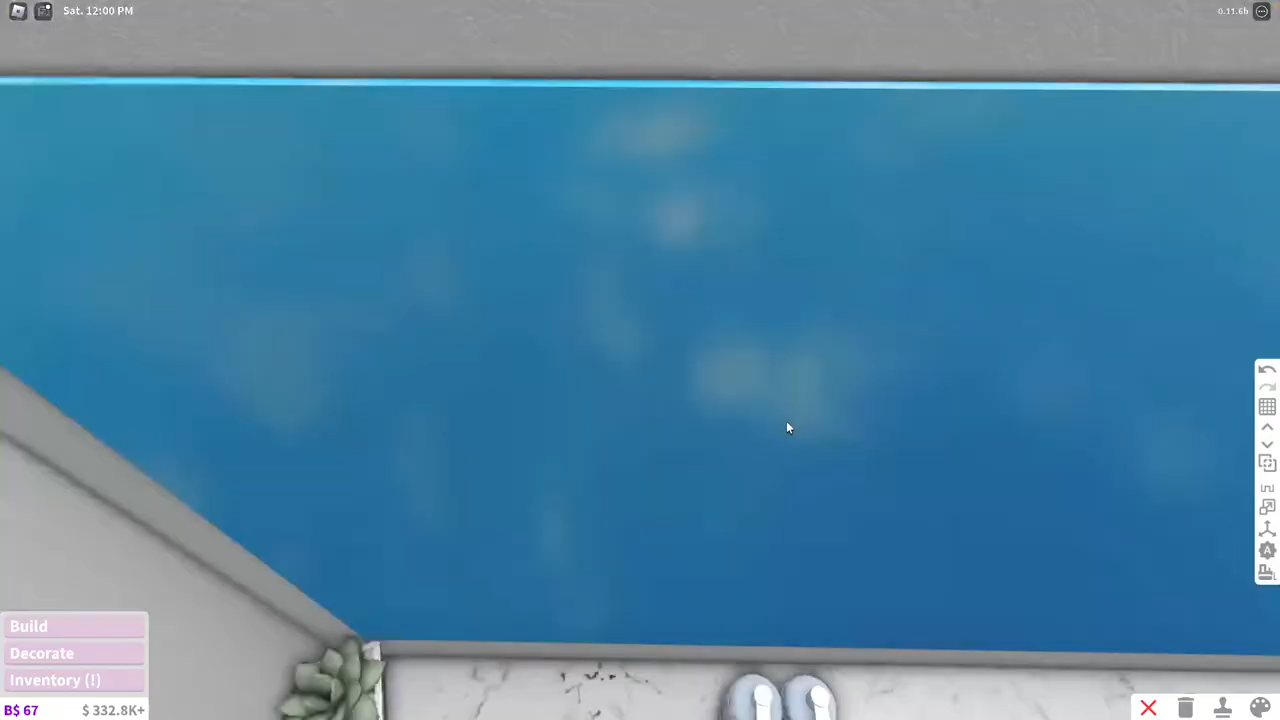 Sat. 12:00 PM
0.11.6b
Build
Decorate
Inventory (!)
B$ 67
$ 332.8K+
A